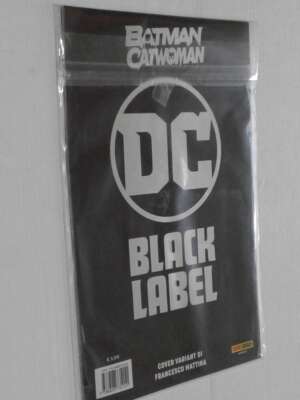 BATMAN
CATWOMAN
DC
BLACK
LABEL
COVER VARIANT DI
FRANCESCO MATTINA